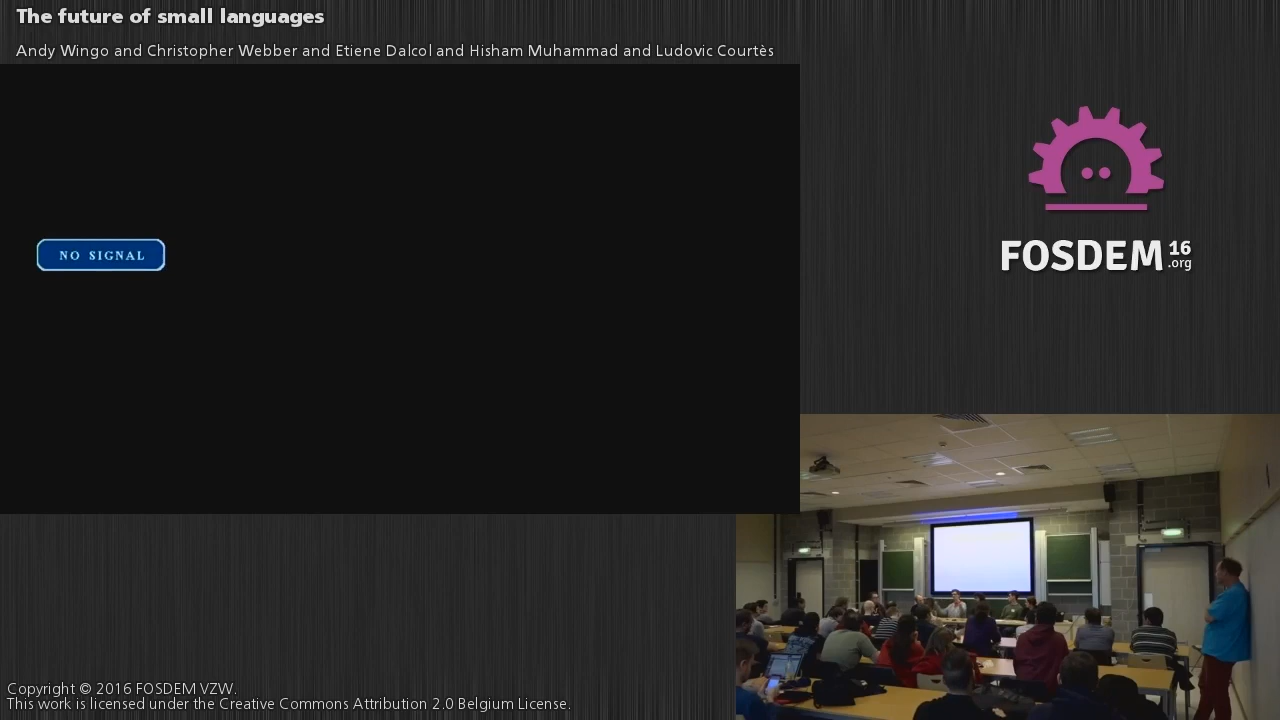 The future of small languages
Andy Wingo and Christopher Webber and Etiene Dalcol and Hisham Muhammad and Ludovic Courtès
NO SIGNAL
FOSDEM 16
.org
Copyright © 2016 FOSDEM VZW.
This work is licensed under the Creative Commons Attribution 2.0 Belgium License.